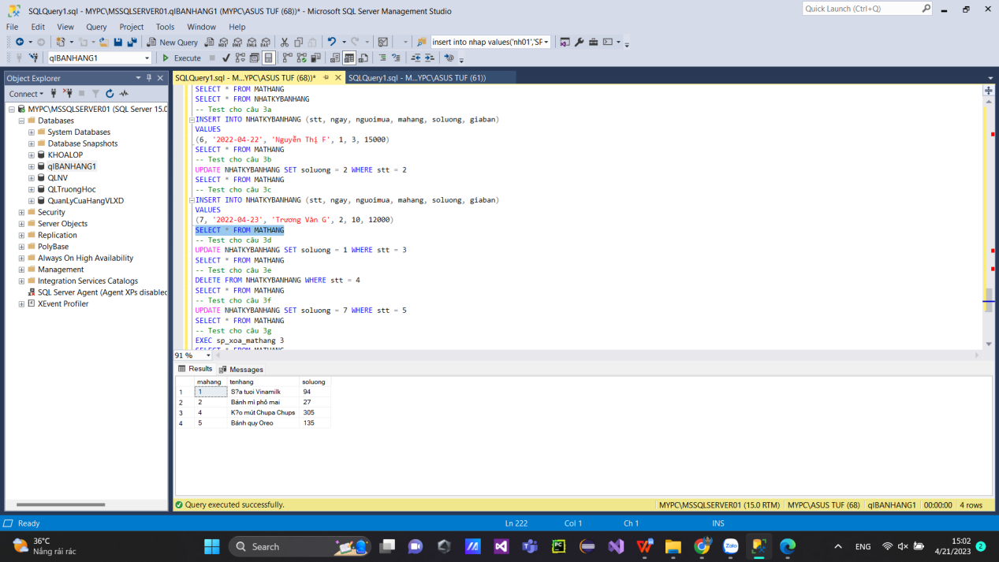 SQLQuery1.sql - MYPC\MSSQLSERVER01.qlBANHANG1 (MYPC\ASUS TUF (68))* - Microsoft SQL Server Management Studio
Quick Launch (Ctrl+Q)
File Edit View Query Project Tools Window Help
New Query
MDX DMX XMLA DAX
insert into nhap values('nh01','SF
qlBANHANG1
Execute
Object Explorer
SQLQuery1.sql - M...YPC\ASUS TUF (68))*
SQLQuery1.sql - M...YPC\ASUS TUF (61))
Connect
MYPC\MSSQLSERVER01 (SQL Server 15.0
Databases
System Databases
Database Snapshots
KHOALOP
qlBANHANG1
QLNV
QLTruongHoc
QuanLyCuaHangVLXD
Security
Server Objects
Replication
PolyBase
Always On High Availability
Management
Integration Services Catalogs
SQL Server Agent (Agent XPs disabled
XEvent Profiler
SELECT * FROM MATHANG
SELECT * FROM NHATKYBANHANG
-- Test cho câu 3a
INSERT INTO NHATKYBANHANG (stt, ngay, nguoimua, mahang, soluong, giaban)
VALUES
(6, '2022-04-22', 'Nguyễn Thị F', 1, 3, 15000)
SELECT * FROM MATHANG
-- Test cho câu 3b
UPDATE NHATKYBANHANG SET soluong = 2 WHERE stt = 2
SELECT * FROM MATHANG
-- Test cho câu 3c
INSERT INTO NHATKYBANHANG (stt, ngay, nguoimua, mahang, soluong, giaban)
VALUES
(7, '2022-04-23', 'Trương Văn G', 2, 10, 12000)
SELECT * FROM MATHANG
-- Test cho câu 3d
UPDATE NHATKYBANHANG SET soluong = 1 WHERE stt = 3
SELECT * FROM MATHANG
-- Test cho câu 3e
DELETE FROM NHATKYBANHANG WHERE stt = 4
SELECT * FROM MATHANG
-- Test cho câu 3f
UPDATE NHATKYBANHANG SET soluong = 7 WHERE stt = 5
SELECT * FROM MATHANG
-- Test cho câu 3g
EXEC sp_xoa_mathang 3
SELECT * FROM MATHANG
91 %
Results Messages
mahang tenhang soluong
1 1 S?a tuoi Vinamilk 94
2 2 Bánh mì phô mai 27
3 4 K?o mút Chupa Chups 305
4 5 Bánh quy Oreo 135
Query executed successfully.
MYPC\MSSQLSERVER01 (15.0 RTM) MYPC\ASUS TUF (68) qlBANHANG1 00:00:00 4 rows
Ready Ln 222 Col 1 Ch 1 INS
36°C
Nắng rải rác
Search
PC
Zalo
ENG
15:02
4/21/2023
2